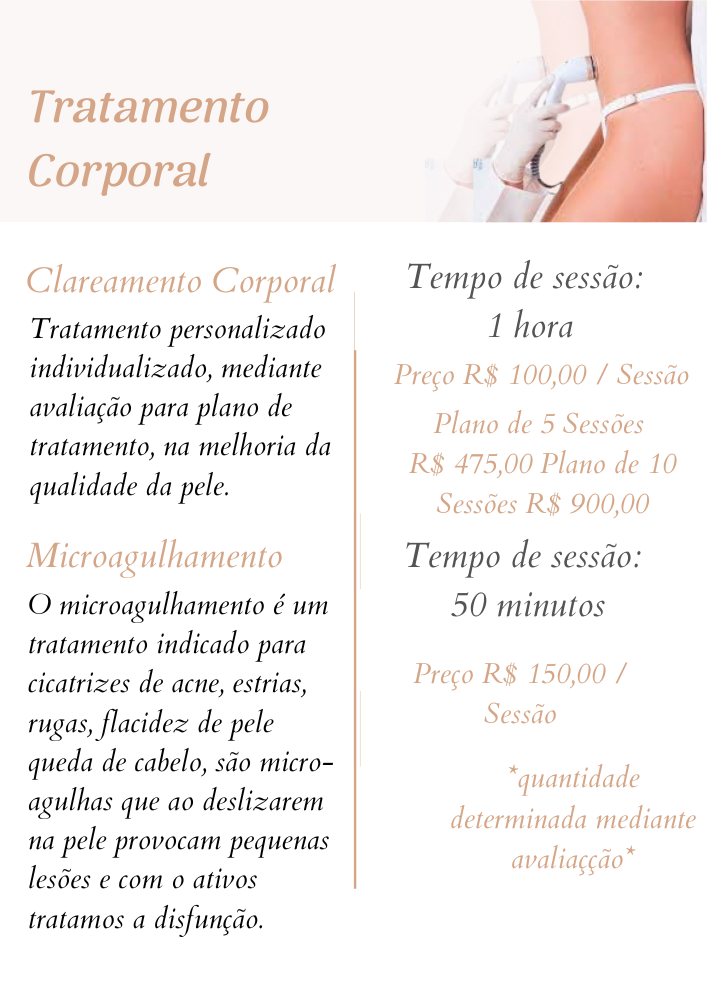 Tratamento
Corporal
Clareamento Corporal
Tratamento personalizado
individualizado, mediante
avaliação para plano de
tratamento, na melhoria da
qualidade da pele.
Tempo de sessão:
1 hora
Preço R$ 100,00 / Sessão
Plano de 5 Sessões
R$ 475,00 Plano de 10
Sessões R$ 900,00
Microagulhamento
O microagulhamento é um
tratamento indicado para
cicatrizes de acne, estrias,
rugas, flacidez de pele
queda de cabelo, são micro-
agulhas que ao deslizarem
na pele provocam pequenas
lesões e com o ativos
tratamos a disfunção.
Tempo de sessão:
50 minutos
Preço R$ 150,00 /
Sessão
*quantidade
determinada mediante
avaliaçção*